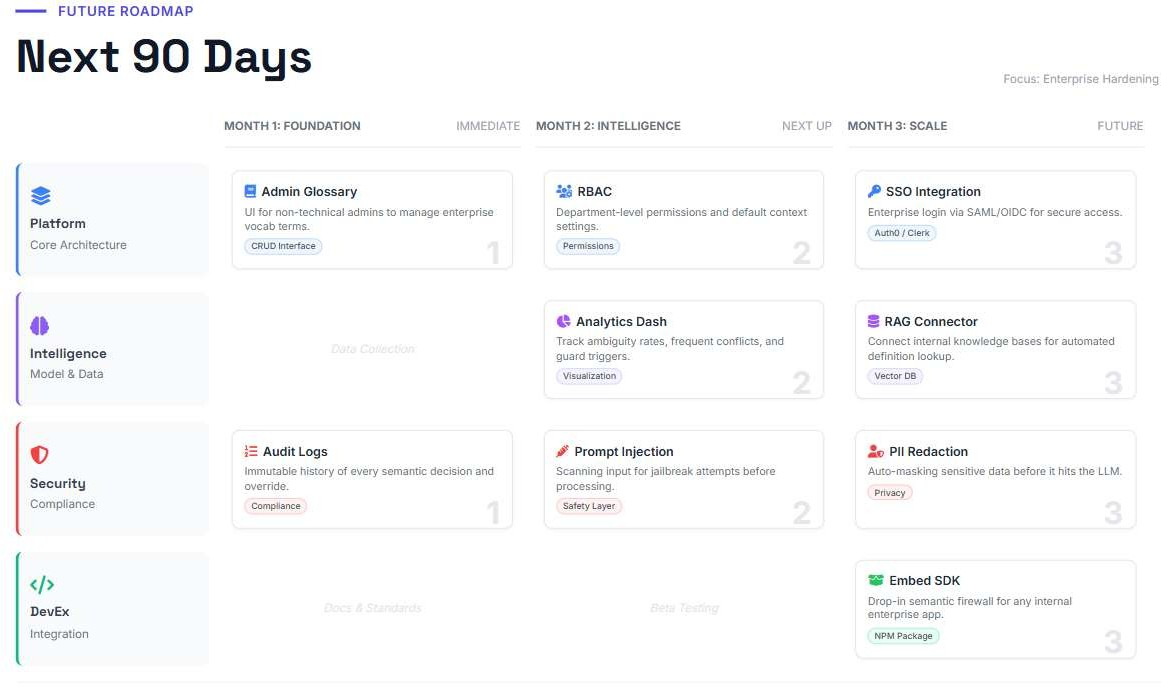 FUTURE ROADMAP
Next 90 Days
Focus: Enterprise Hardening
MONTH 1: FOUNDATION
IMMEDIATE
MONTH 2: INTELLIGENCE
NEXT UP
MONTH 3: SCALE
FUTURE
Platform
Core Architecture
Admin Glossary
UI for non-technical admins to manage enterprise
vocab terms.
CRUD Interface
1
RBAC
Department-level permissions and default context
settings.
Permissions
2
SSO Integration
Enterprise login via SAML/OIDC for secure access.
Auth0 / Clerk
3
Intelligence
Model & Data
Data Collection
Analytics Dash
Track ambiguity rates, frequent conflicts, and
guard triggers.
Visualization
2
RAG Connector
Connect internal knowledge bases for automated
definition lookup.
Vector DB
3
Security
Compliance
Audit Logs
Immutable history of every semantic decision and
override.
Compliance
1
Prompt Injection
Scanning input for jailbreak attempts before
processing.
Safety Layer
2
PII Redaction
Auto-masking sensitive data before it hits the LLM.
Privacy
3
DevEx
Integration
Docs & Standards
Beta Testing
Embed SDK
Drop-in semantic firewall for any internal
enterprise app.
NPM Package
3